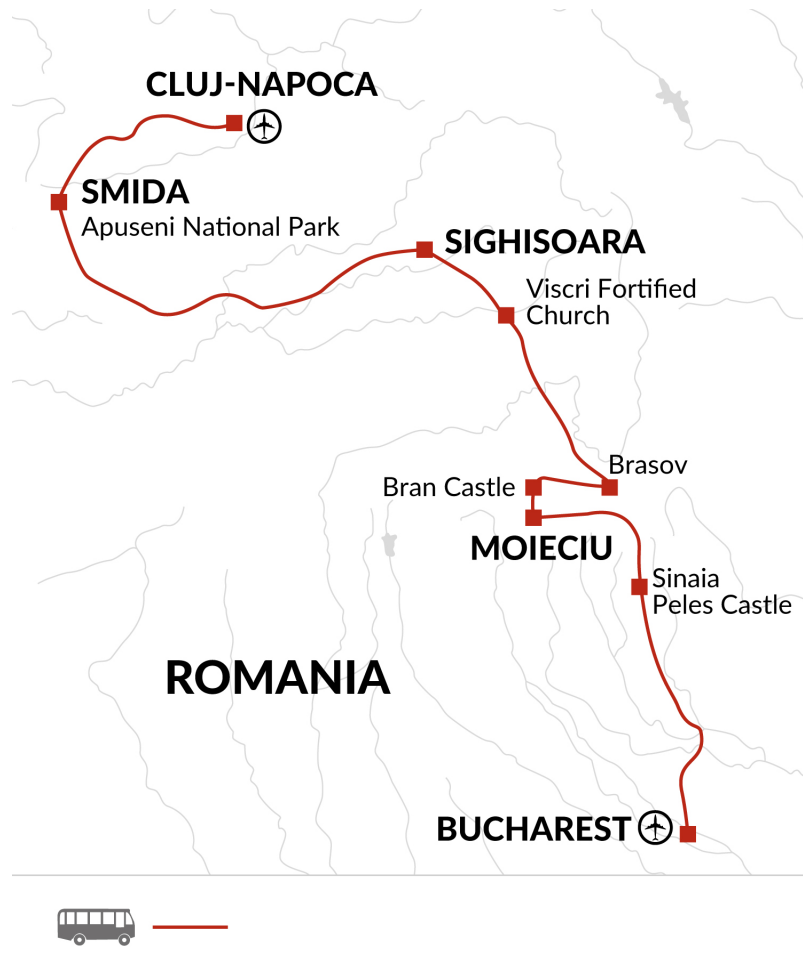 CLUJ-NAPOCA
SMIDA
Apuseni National Park
SIGHISOARA
Viscri Fortified
Church
Brasov
Bran Castle
MOIECIU
Sinaia
Peles Castle
ROMANIA
BUCHAREST